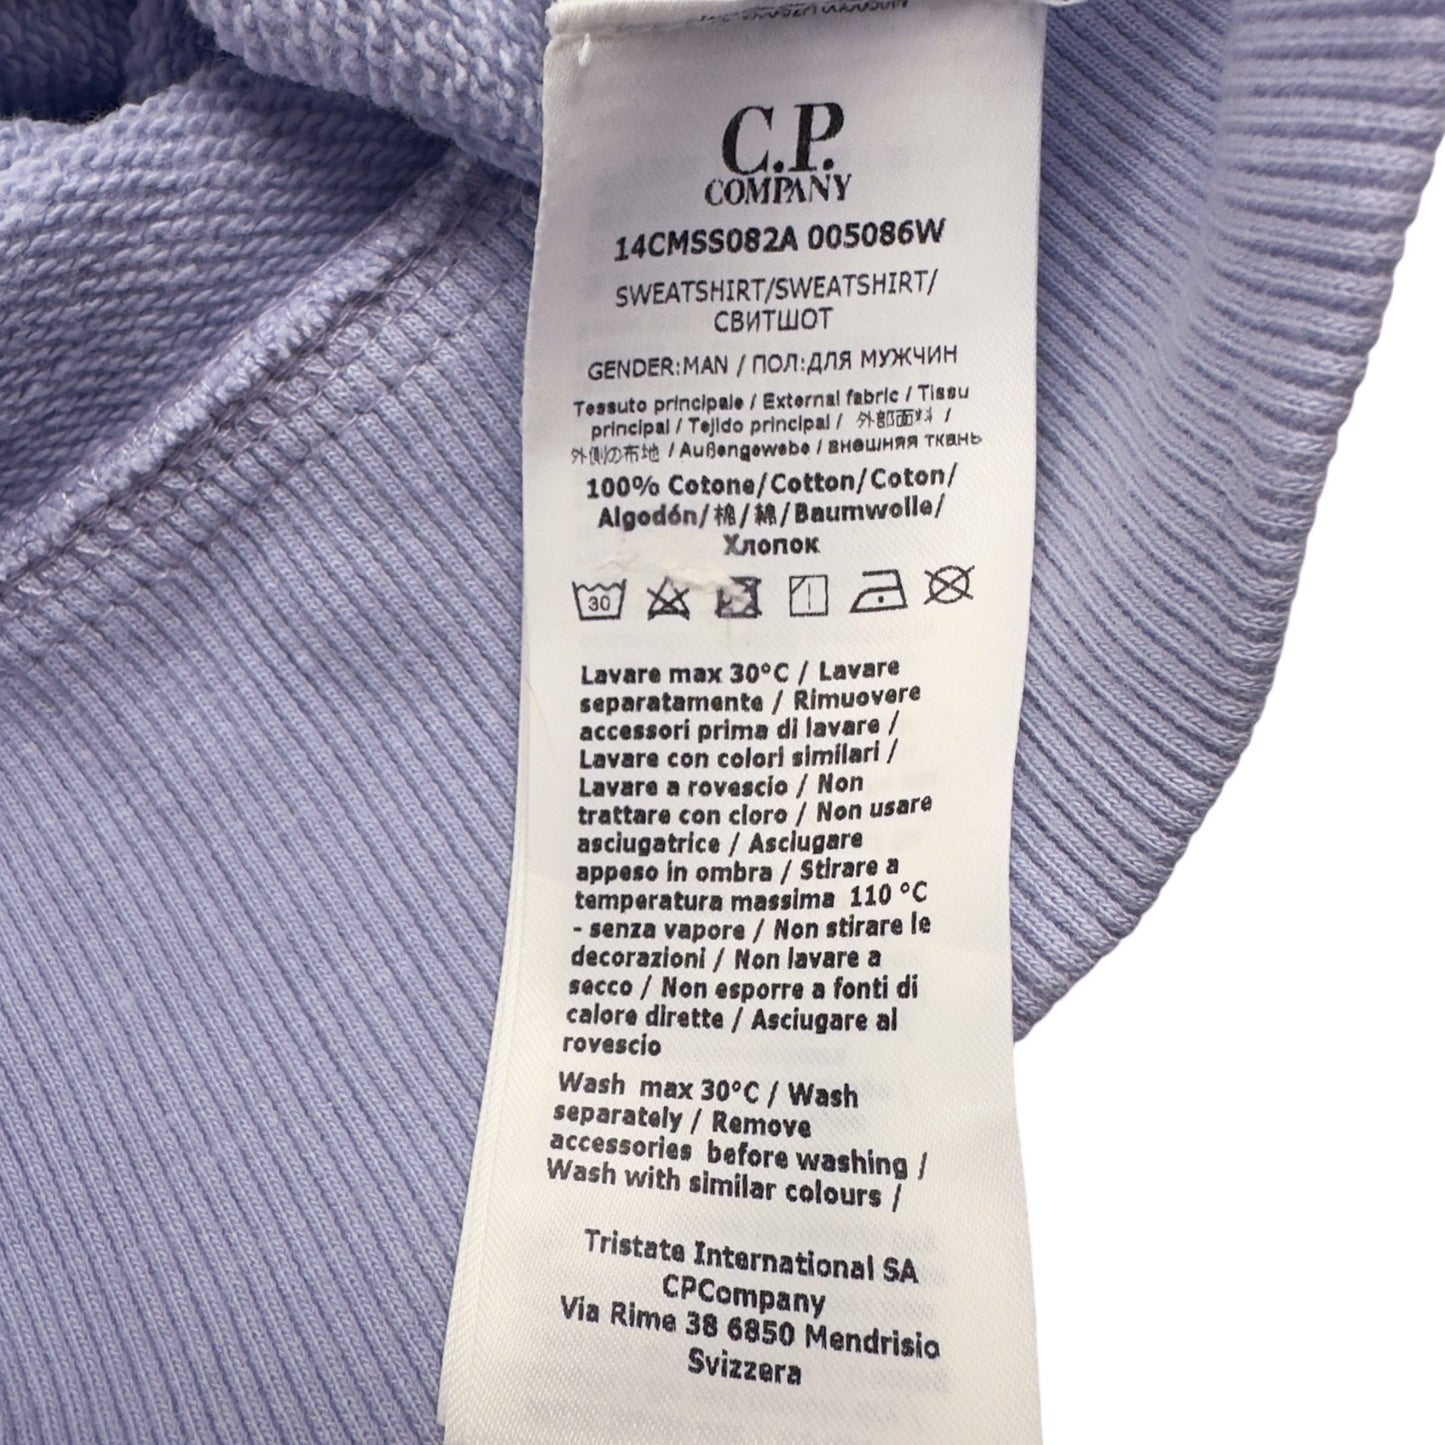 C.P.
COMPANY
14CMSS082A 005086W
SWEATSHIRT/SWEATSHIRT/
СВИТШОТ
GENDER:MAN / ПОЛ:ДЛЯ МУЖЧИН
Tessuto principale / External fabric / Tissu
principal / Tejido principal / 外部面料 /
外側の布地 / Außengewebe / внешняя ткань
100% Cotone/Cotton/Coton/
Algodón/棉/綿/Baumwolle/
Хлопок
30
Lavare max 30°C / Lavare
separatamente / Rimuovere
accessori prima di lavare /
Lavare con colori similari /
Lavare a rovescio / Non
trattare con cloro / Non usare
asciugatrice / Asciugare
appeso in ombra / Stirare a
temperatura massima 110 °C
- senza vapore / Non stirare le
decorazioni / Non lavare a
secco / Non esporre a fonti di
calore dirette / Asciugare al
rovescio
Wash max 30°C / Wash
separately / Remove
accessories before washing /
Wash with similar colours /
Tristate International SA
CPCompany
Via Rime 38 6850 Mendrisio
Svizzera